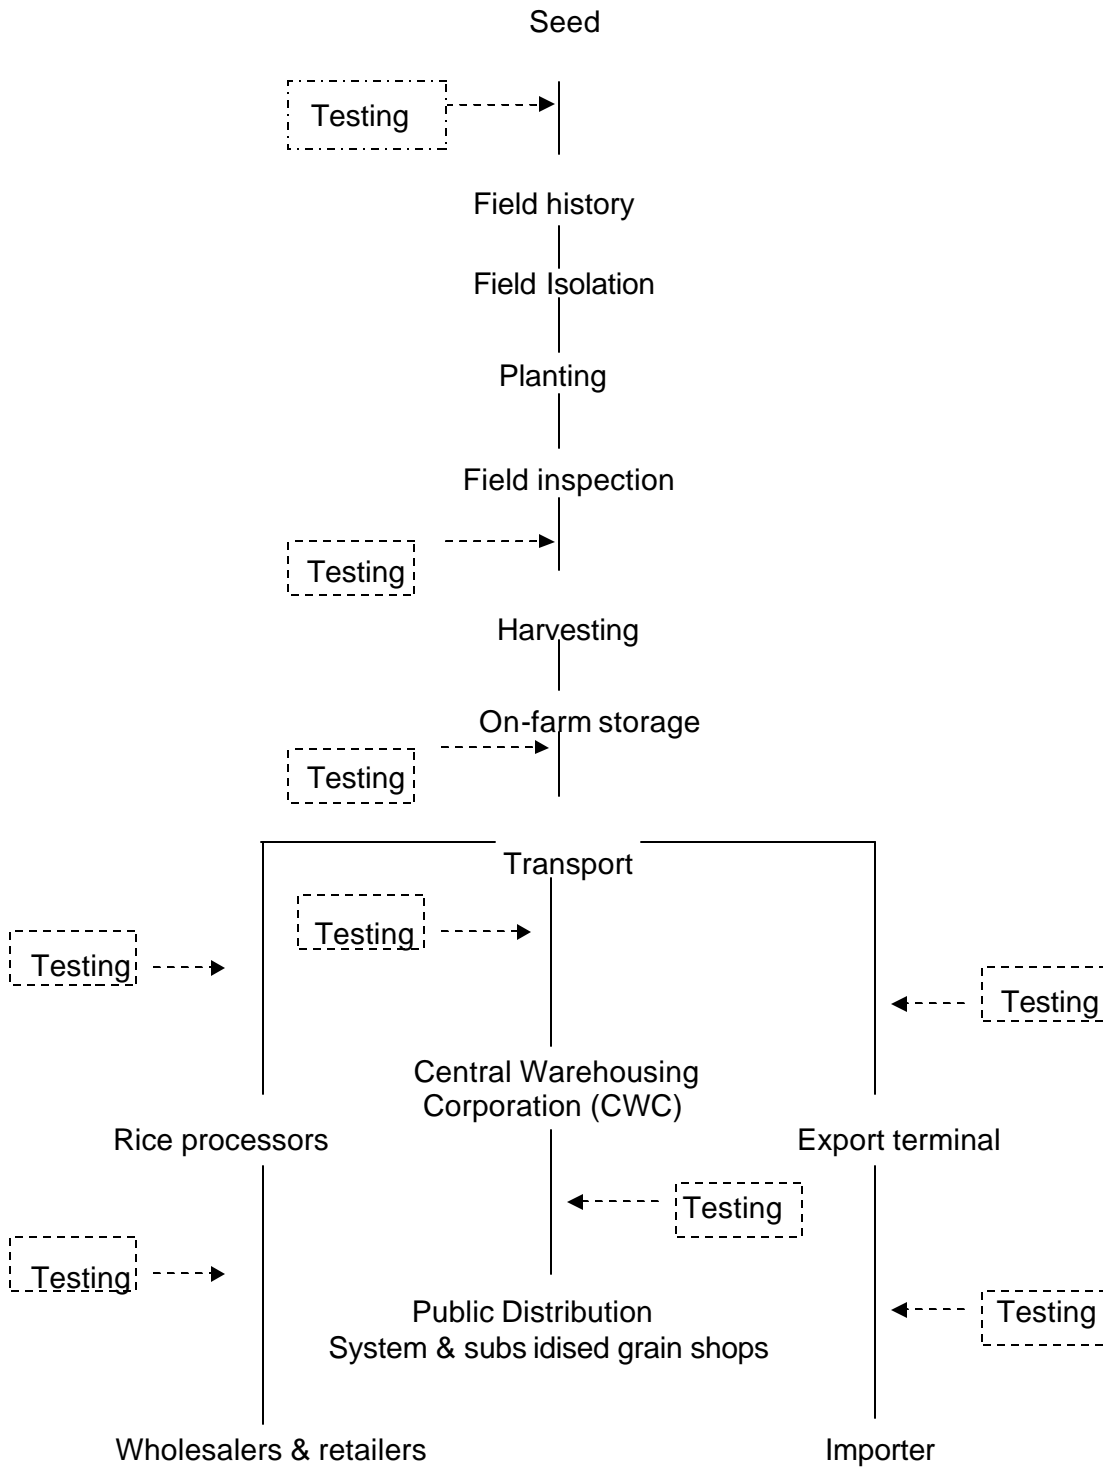 Seed
Testing
Field history
Field Isolation
Planting
Field inspection
Testing
Harvesting
On-farm storage
Testing
Transport
Testing
Testing
Testing
Central Warehousing
Corporation (CWC)
Rice processors
Export terminal
Testing
Testing
Testing
Public Distribution
System & subs idised grain shops
Wholesalers & retailers
Importer